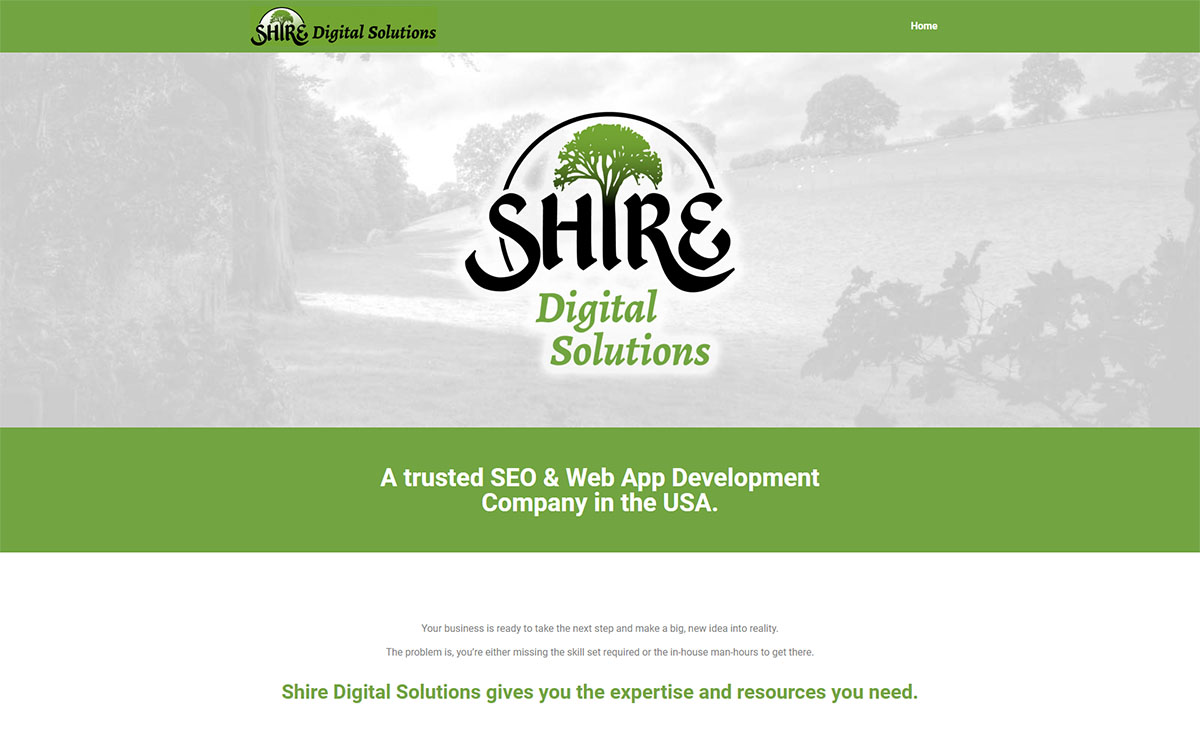 SHIRE Digital Solutions
Home
SHIRE
Digital
Solutions
A trusted SEO & Web App Development
Company in the USA.
Your business is ready to take the next step and make a big, new idea into reality.
The problem is, you're either missing the skill set required or the in-house man-hours to get there.
Shire Digital Solutions gives you the expertise and resources you need.